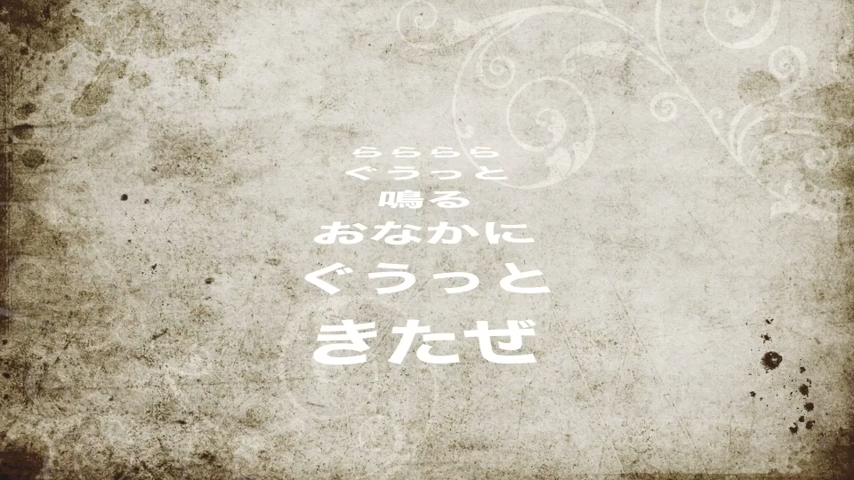 らららら
ぐうっと
鳴る
おなかに
ぐうっと
きたぜ